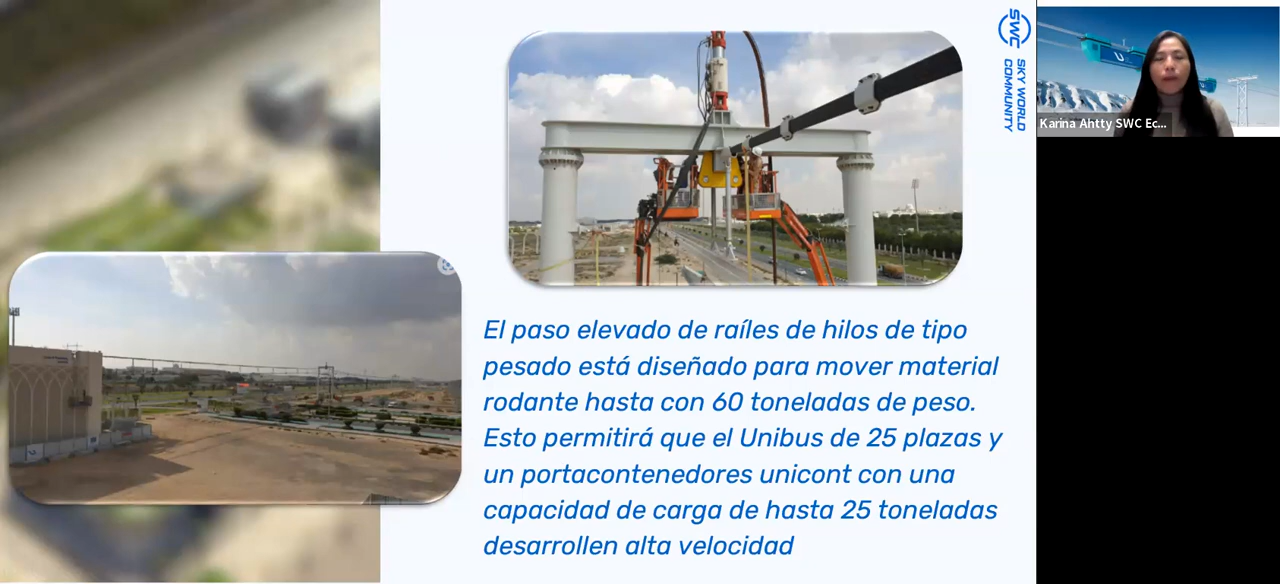 SWC
SKY WORLD
COMMUNITY
Karina Ahtty SWC Ec...
El paso elevado de raíles de hilos de tipo
pesado está diseñado para mover material
rodante hasta con 60 toneladas de peso.
Esto permitirá que el Unibus de 25 plazas y
un portacontenedores unicont con una
capacidad de carga de hasta 25 toneladas
desarrollen alta velocidad